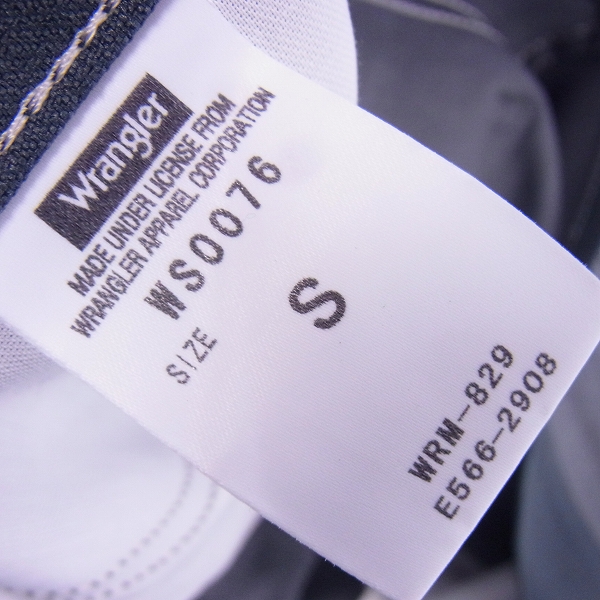 Wrangler
MADE UNDER LICENSE FROM
WRANGLER APPAREL CORPORATION
WS0076
SIZE S
WRM-829
E566-2908